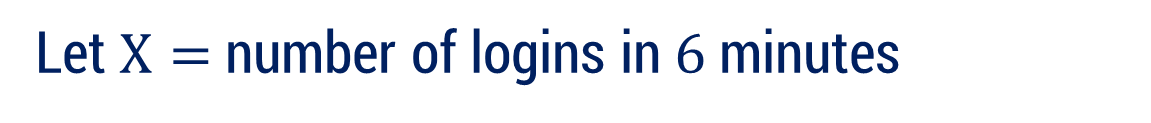 Let X = number of logins in 6 minutes